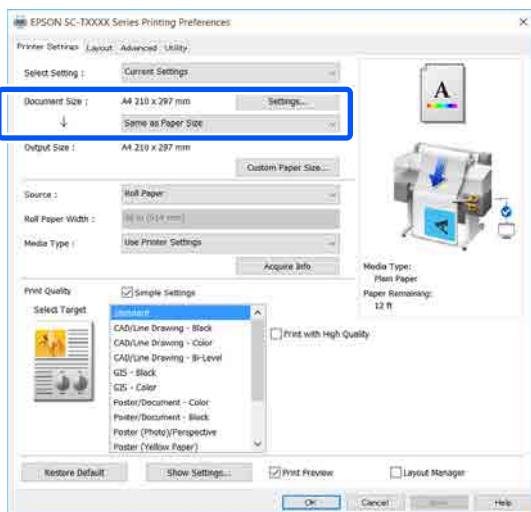 EPSON SC-TXXXX Series Printing Preferences
Printer Settings Layout Advanced Utility
Select Setting : Current Settings
Document Size : A4 210 x 297 mm Settings...
↓ Same as Paper Size
Output Size : A4 210 x 297 mm
Custom Paper Size...
Source : Roll Paper
Roll Paper Width :
Media Type : Use Printer Settings
Acquire Info
A
Media Type:
Plain Paper
Paper Remaining:
12 ft
Print Quality Simple Settings
Select Target
Standard
CAD/Line Drawing - Black
CAD/Line Drawing - Color
CAD/Line Drawing - Bi-Level
GIS - Black
GIS - Color
Poster/Document - Color
Poster/Document - Black
Poster (Photo)/Perspective
Poster (Yellow Paper)
Print with High Quality
Restore Default Show Settings... Print Preview Layout Manager
OK Cancel Help